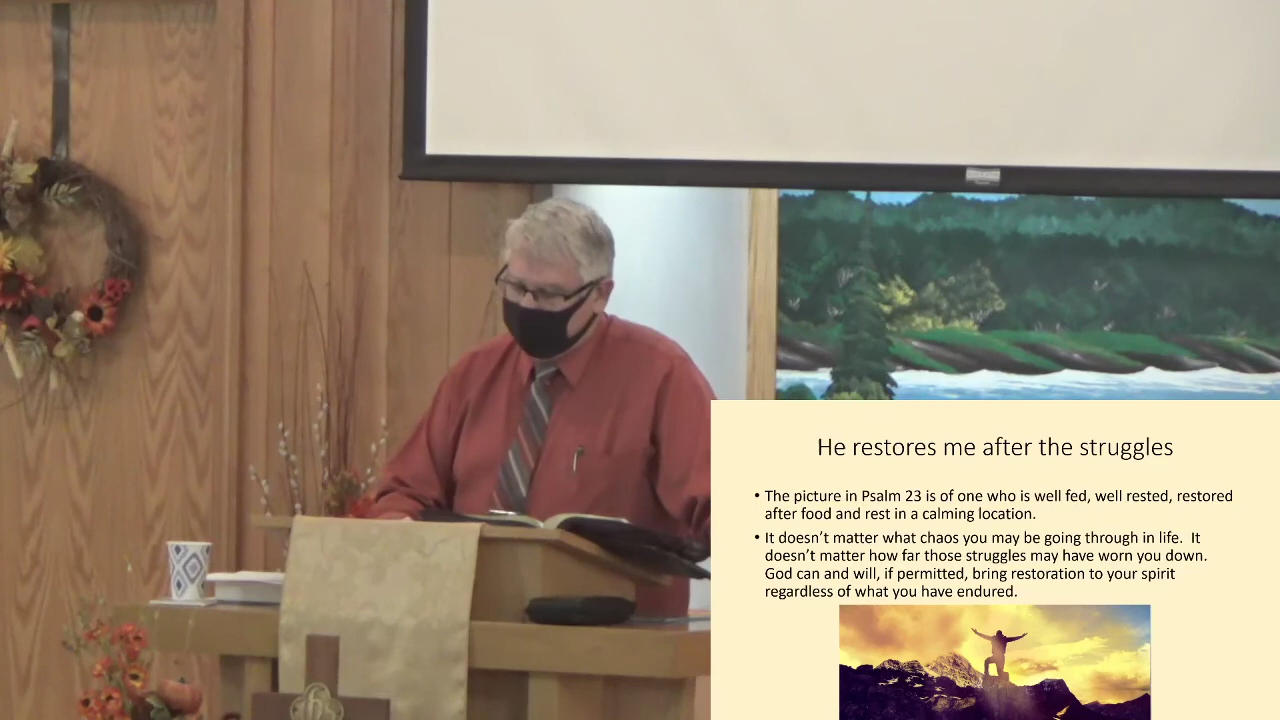 He restores me after the struggles
• The picture in Psalm 23 is of one who is well fed, well rested, restored
after food and rest in a calming location.
• It doesn't matter what chaos you may be going through in life.  It
doesn't matter how far those struggles may have worn you down.
God can and will, if permitted, bring restoration to your spirit
regardless of what you have endured.